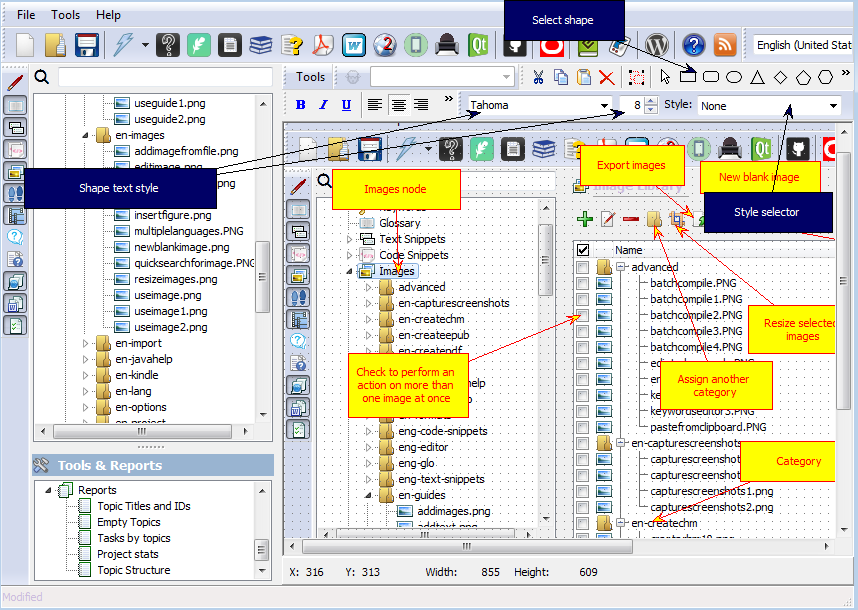 File Tools Help
Select shape
English (United Stat
Tools
B I U
Tahoma
8
Style:
None
useguide1.png
useguide2.png
en-images
addimagefromfile.png
Shape text style
insertfigure.png
multiplelanguages.PNG
newblankimage.png
quicksearchforimage.PNG
resizeimages.png
useimage.png
useimage1.png
useimage2.png
en-import
en-javahelp
en-kindle
en-lang
en-options
Tools & Reports
Reports
Topic Titles and IDs
Empty Topics
Tasks by topics
Project stats
Topic Structure
Images node
Glossary
Text Snippets
Code Snippets
Images
advanced
en-capturescreenshots
en-createchm
en-createepub
en-createpdf
Check to perform an
action on more than
one image at once
eng-code-snippets
eng-editor
eng-glo
eng-text-snippets
en-guides
addimages.png
addtext.png
Export images
New blank image
Image Library
Style selector
Name
advanced
batchcompile.PNG
batchcompile1.PNG
batchcompile2.PNG
batchcompile3.PNG
batchcompile4.PNG
Resize selected
images
Assign another
category
keywordseditor3.PNG
pastefromclipboard.PNG
en-capturescreenshots
Category
capturescreenshot
capturescreenshot
capturescreenshots1.png
capturescreenshots2.png
en-createchm
X: 316 Y: 313 Width: 855 Height: 609
Modified